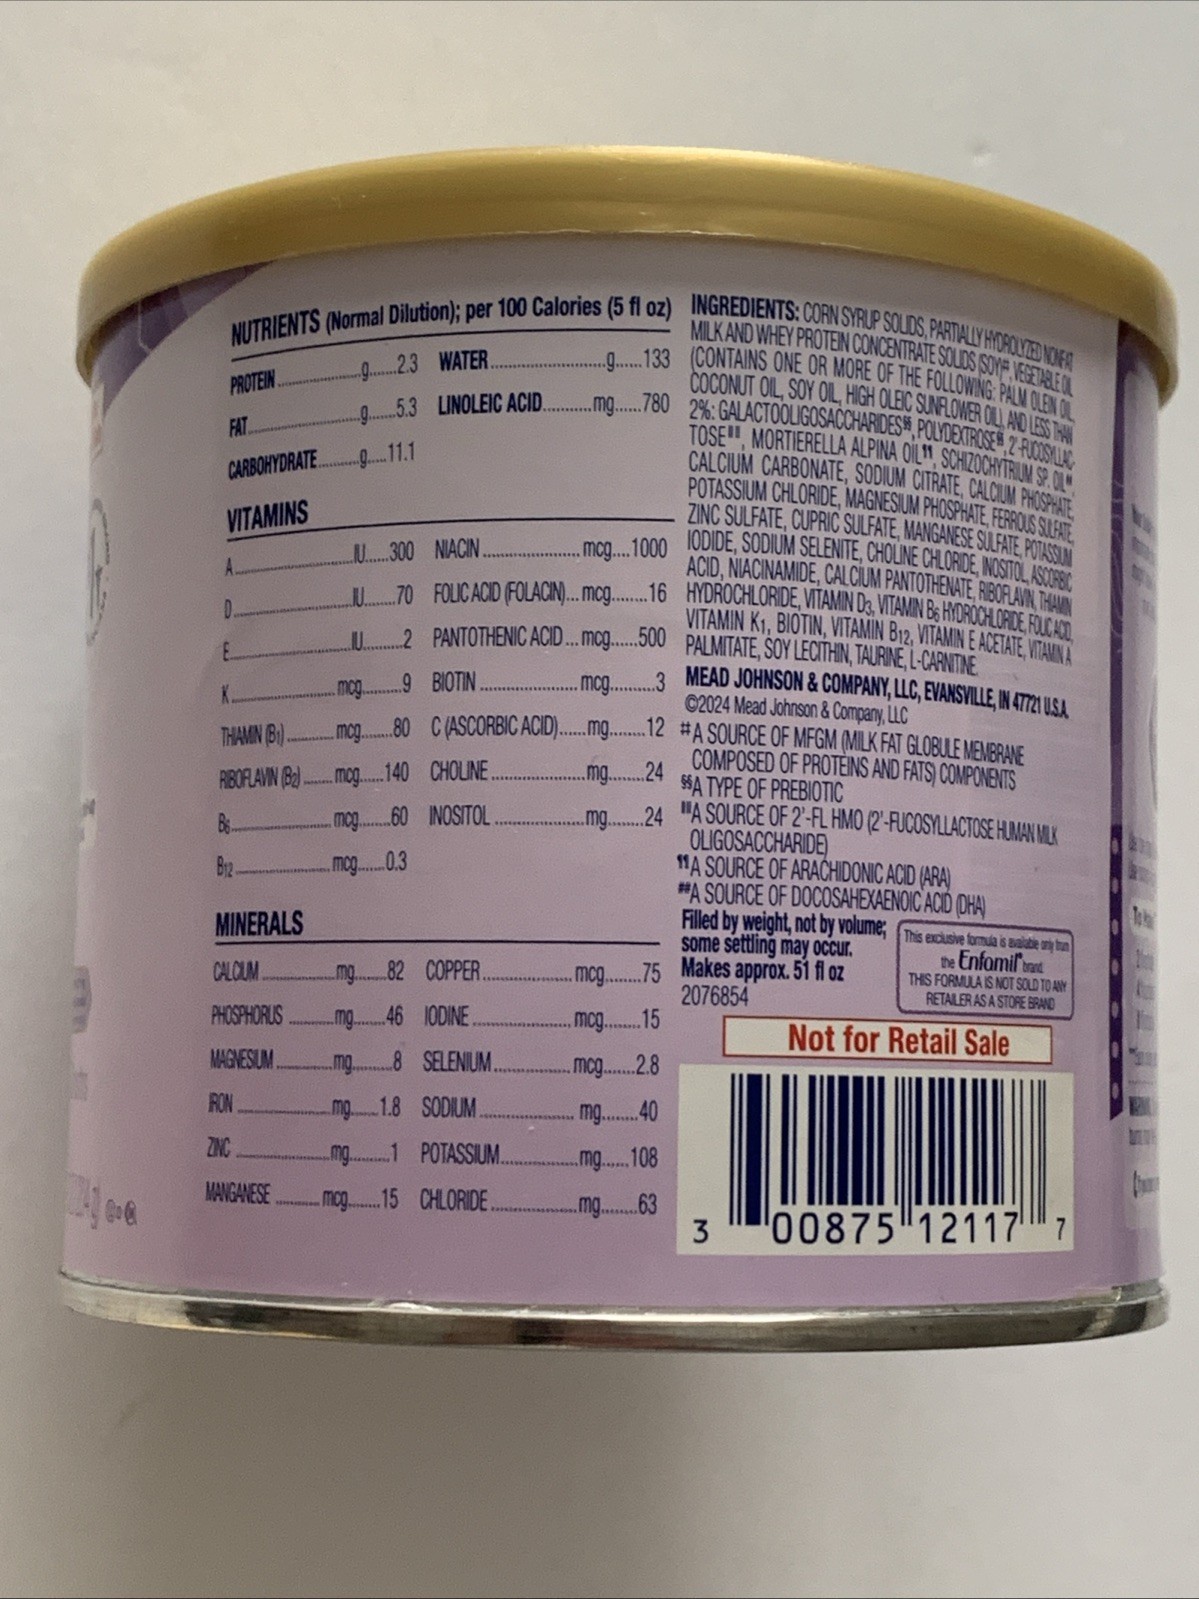 NUTRIENTS (Normal Dilution); per 100 Calories (5 fl oz)
PROTEIN..............g......2.3 WATER....................g......133
FAT...................g......5.3 LINOLEIC ACID..........mg......780
CARBOHYDRATE.........g.....11.1
VITAMINS
A....................IU......300 NIACIN.................mcg....1000
D....................IU.......70 FOLIC ACID (FOLACIN)...mcg........16
E....................IU........2 PANTOTHENIC ACID...mcg......500
K..................mcg.........9 BIOTIN..................mcg.........3
THIAMIN (B1)..........mcg........80 C (ASCORBIC ACID)......mg........12
RIBOFLAVIN (B2).......mcg......140 CHOLINE.................mg........24
B6..................mcg.......60 INOSITOL................mg........24
B12.................mcg......0.3
MINERALS
CALCIUM...............mg.......82 COPPER.................mcg.......75
PHOSPHORUS............mg.......46 IODINE.................mcg.......15
MAGNESIUM.............mg........8 SELENIUM..............mcg.......2.8
IRON..................mg......1.8 SODIUM.................mg.......40
ZINC..................mg........1 POTASSIUM...............mg......108
MANGANESE.............mcg.......15 CHLORIDE...............mg.......63
INGREDIENTS: CORN SYRUP SOLIDS, PARTIALLY HYDROLYZED NONFAT
MILK AND WHEY PROTEIN CONCENTRATE SOLIDS (SOY)‡, VEGETABLE OIL
(CONTAINS ONE OR MORE OF THE FOLLOWING: PALM OLEIN OIL,
COCONUT OIL, SOY OIL, HIGH OLEIC SUNFLOWER OIL), AND LESS THAN
2%: GALACTOOLIGOSACCHARIDES§§, POLYDEXTROSE§§, 2'-FUCOSYLLAC-
TOSE‖‖, MORTIERELLA ALPINA OIL¶¶, SCHIZOCHYTRIUM SP. OIL##,
CALCIUM CARBONATE, SODIUM CITRATE, CALCIUM PHOSPHATE,
POTASSIUM CHLORIDE, MAGNESIUM PHOSPHATE, FERROUS SULFATE,
ZINC SULFATE, CUPRIC SULFATE, MANGANESE SULFATE, POTASSIUM
IODIDE, SODIUM SELENITE, CHOLINE CHLORIDE, INOSITOL, ASCORBIC
ACID, NIACINAMIDE, CALCIUM PANTOTHENATE, RIBOFLAVIN, THIAMIN
HYDROCHLORIDE, VITAMIN D3, VITAMIN B6 HYDROCHLORIDE, FOLIC ACID,
VITAMIN K1, BIOTIN, VITAMIN B12, VITAMIN E ACETATE, VITAMIN A
PALMITATE, SOY LECITHIN, TAURINE, L-CARNITINE.
MEAD JOHNSON & COMPANY, LLC, EVANSVILLE, IN 47721 U.S.A.
©2024 Mead Johnson & Company, LLC
‡A SOURCE OF MFGM (MILK FAT GLOBULE MEMBRANE
COMPOSED OF PROTEINS AND FATS) COMPONENTS
§§A TYPE OF PREBIOTIC
‖‖A SOURCE OF 2'-FL HMO (2'-FUCOSYLLACTOSE HUMAN MILK
OLIGOSACCHARIDE)
¶¶A SOURCE OF ARACHIDONIC ACID (ARA)
##A SOURCE OF DOCOSAHEXAENOIC ACID (DHA)
Filled by weight, not by volume;
some settling may occur.
Makes approx. 51 fl oz
2076854
This exclusive formula is available only from
the Enfamil® brand.
THIS FORMULA IS NOT SOLD TO ANY
RETAILER AS A STORE BRAND
Not for Retail Sale
3 00875 12117 7